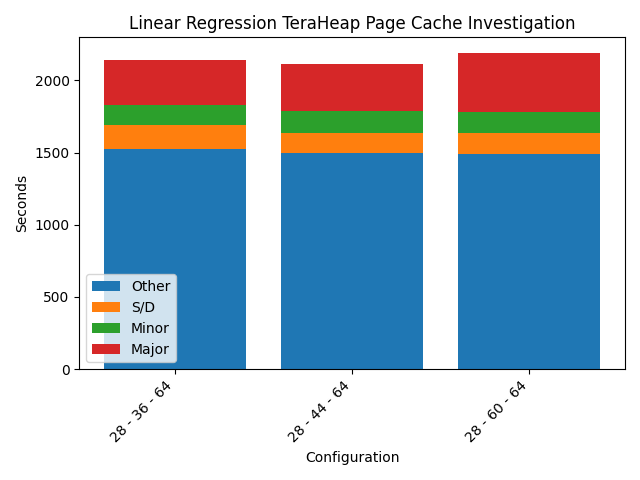 Linear Regression TeraHeap Page Cache Investigation
Seconds
2000
1500
1000
500
0
Other
S/D
Minor
Major
28 - 36 - 64
28 - 44 - 64
28 - 60 - 64
Configuration